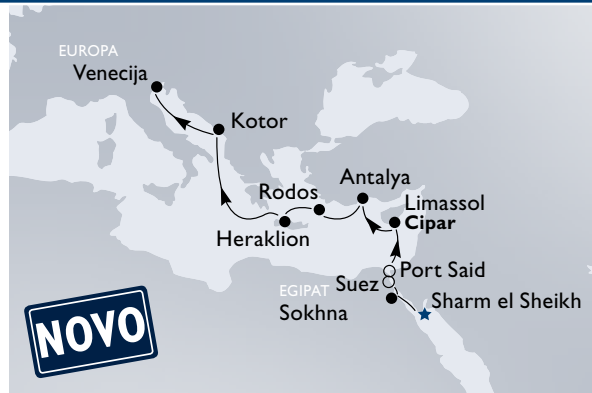 EUROPA
Venecija
Kotor
Antalya
Rodos
Limassol
Cipar
Heraklion
Port Said
Suez
EGIPAT
Sharm el Sheikh
Sokhna
NOVO